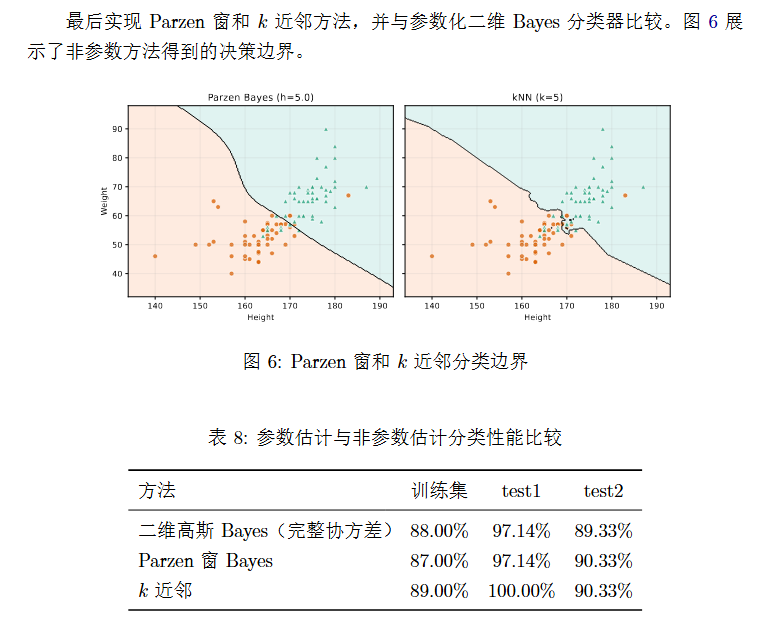 最后实现 Parzen 窗和 k 近邻方法，并与参数化二维 Bayes 分类器比较。图 6 展
示了非参数方法得到的决策边界。
Parzen Bayes (h=5.0)
kNN (k=5)
90
80
70
60
50
40
Weight
140 150 160 170 180 190
140 150 160 170 180 190
Height
Height
图 6: Parzen 窗和 k 近邻分类边界
表 8: 参数估计与非参数估计分类性能比较
方法 训练集 test1 test2
二维高斯 Bayes（完整协方差） 88.00% 97.14% 89.33%
Parzen 窗 Bayes 87.00% 97.14% 90.33%
k 近邻 89.00% 100.00% 90.33%